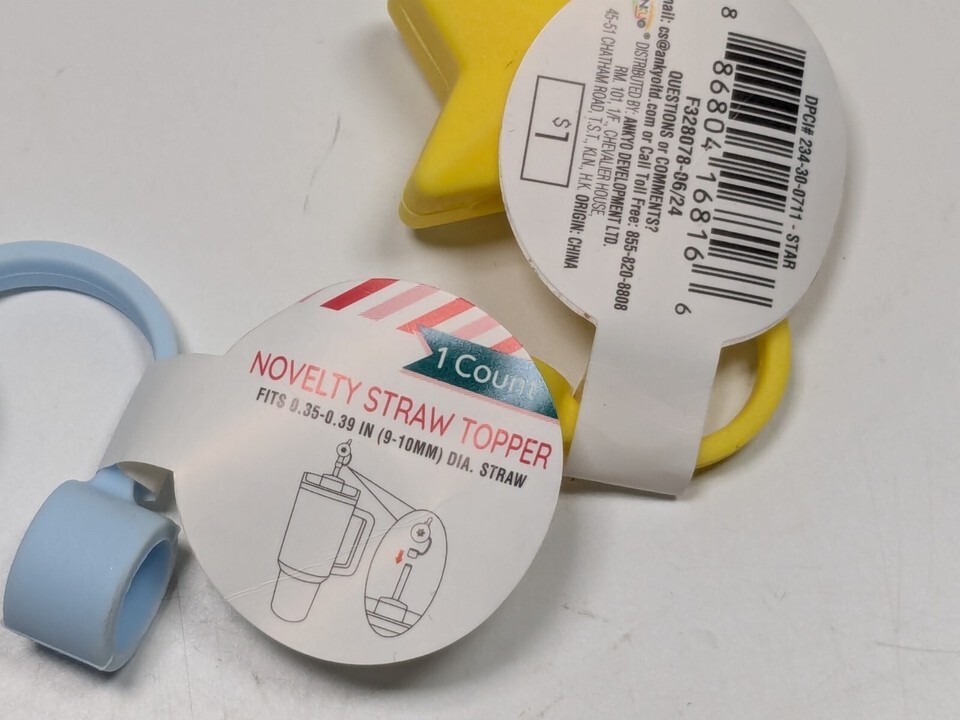 1 Count
NOVELTY STRAW TOPPER
FITS 0.35-0.39 IN (9-10MM) DIA. STRAW
DPCI# 234-30-0711 - STAR
8 86804 16816 6
F328078-06/24
QUESTIONS or COMMENTS?
cs@ankyoltd.com or Call Toll Free: 855-820-8808
DISTRIBUTED BY: ANKYO DEVELOPMENT LTD.
RM. 101, 1/F., CHEVALIER HOUSE,
45-51 CHATHAM ROAD, T.S.T., KLN., H.K. ORIGIN: CHINA
$1